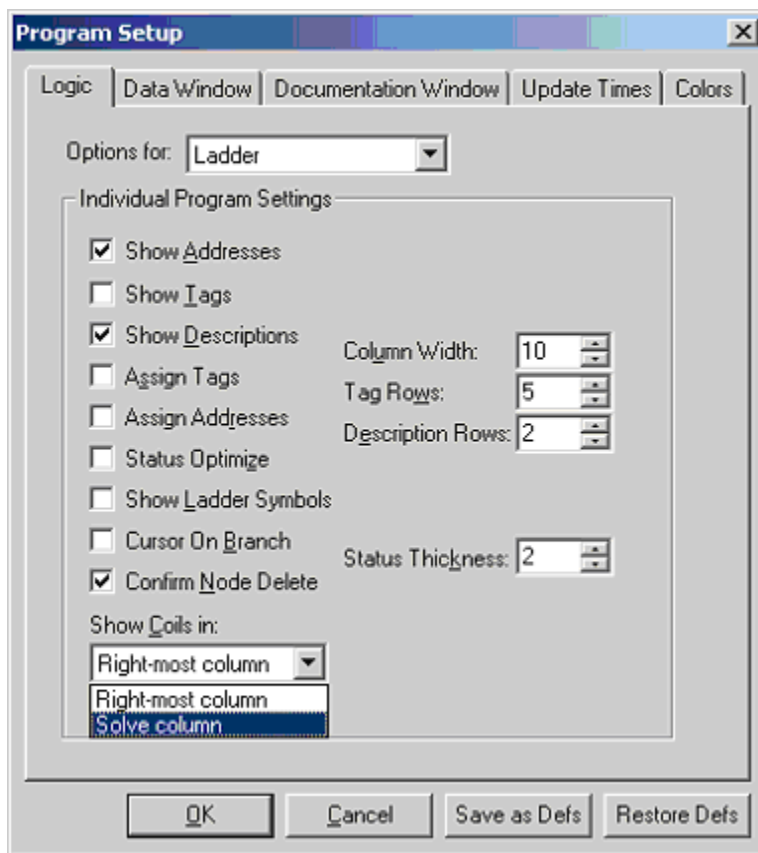 Program Setup
Logic Data Window Documentation Window Update Times Colors
Options for: Ladder
Individual Program Settings
Show Addresses
Show Tags
Show Descriptions
Column Width: 10
Assign Tags
Tag Rows: 5
Assign Addresses
Description Rows: 2
Status Optimize
Show Ladder Symbols
Cursor On Branch
Status Thickness: 2
Confirm Node Delete
Show Coils in:
Right-most column
Right-most column
Solve column
OK Cancel Save as Defs Restore Defs